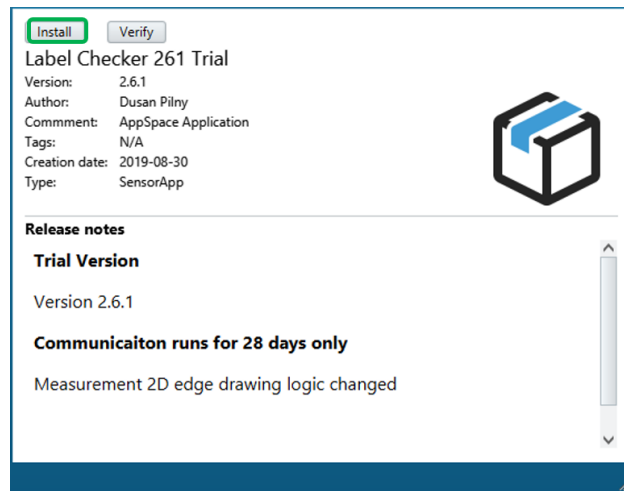 Install Verify
Label Checker 261 Trial
Version: 2.6.1
Author: Dusan Pilny
Commment: AppSpace Application
Tags: N/A
Creation date: 2019-08-30
Type: SensorApp
Release notes
Trial Version
Version 2.6.1
Communicaiton runs for 28 days only
Measurement 2D edge drawing logic changed